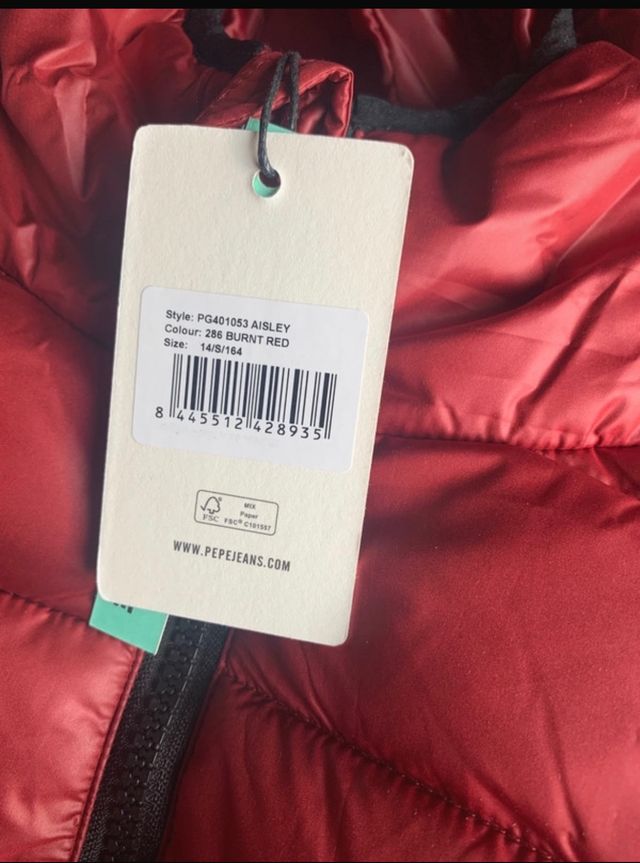 Style: PG401053 AISLEY
Colour: 286 BURNT RED
Size: 14/S/164
8 445512 428935
FSC
MIX
Paper
FSC® C101557
WWW.PEPEJEANS.COM